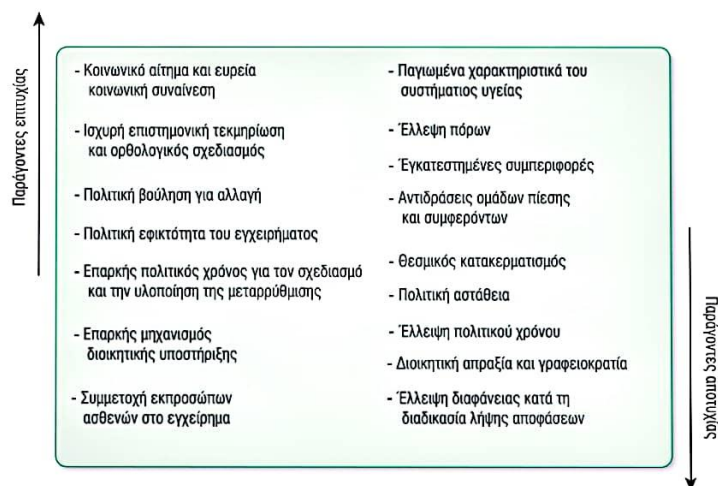 Παράγοντες επιτυχίας
- Κοινωνικό αίτημα και ευρεία
κοινωνική συναίνεση
- Ισχυρή επιστημονική τεκμηρίωση
και ορθολογικός σχεδιασμός
- Πολιτική βούληση για αλλαγή
- Πολιτική εφικτότητα του εγχειρήματος
- Επαρκής πολιτικός χρόνος για τον σχεδιασμό
και την υλοποίηση της μεταρρύθμισης
- Επαρκής μηχανισμός
διοικητικής υποστήριξης
- Συμμετοχή εκπροσώπων
ασθενών στο εγχείρημα
- Παγιωμένα χαρακτηριστικά του
συστήματιος υγείας
- Έλλεψη πόρων
- Έγκατεστημένες συμπεριφορές
- Αντιδράσεις ομάδων πίεσης
και συμφερόντων
- Θεσμικός κατακερματισμός
- Πολιτική αστάθεια
- Έλλειψη πολιτικού χρόνου
- Διοικητική απραξία και γραφειοκρατία
- Έλλειψη διαφάνειας κατά τη
διαδικασία λήψης αποφάσεων
Παράγοντες αποτυχίας